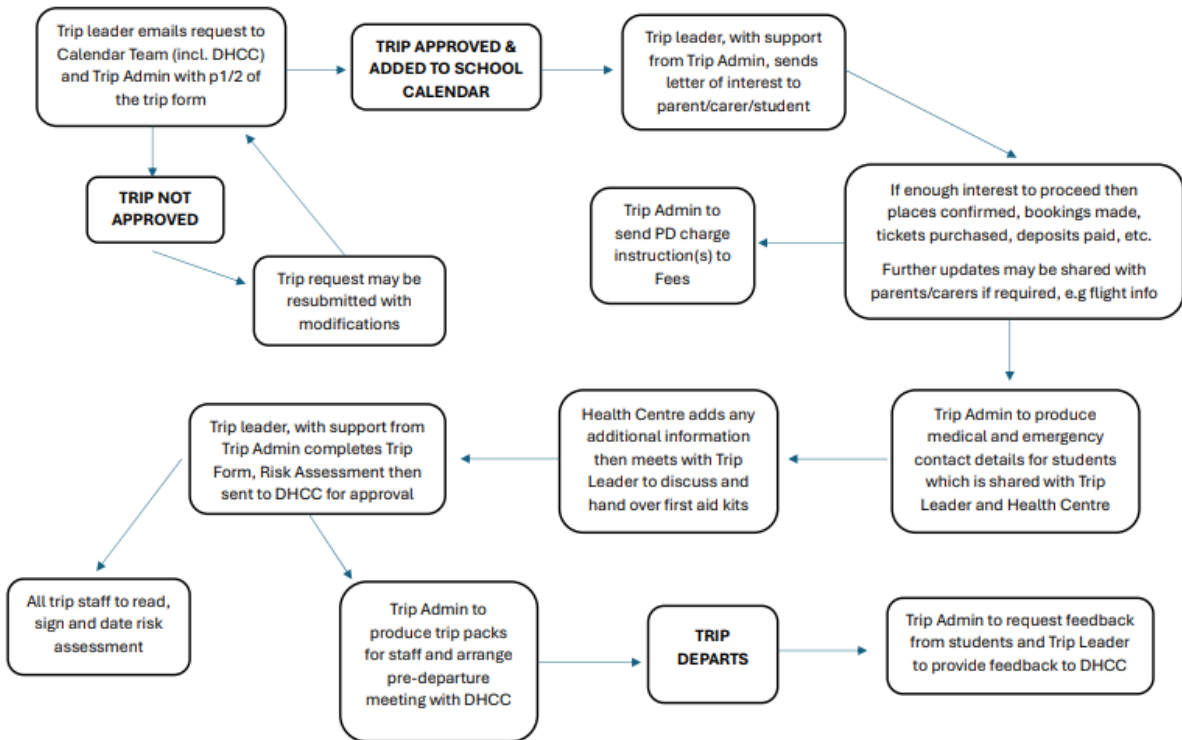 Trip leader emails request to
Calendar Team (incl. DHCC)
and Trip Admin with p1/2 of
the trip form
TRIP APPROVED &
ADDED TO SCHOOL
CALENDAR
Trip leader, with support
from Trip Admin, sends
letter of interest to
parent/carer/student
TRIP NOT
APPROVED
Trip request may be
resubmitted with
modifications
Trip Admin to
send PD charge
instruction(s) to
Fees
If enough interest to proceed then
places confirmed, bookings made,
tickets purchased, deposits paid, etc.
Further updates may be shared with
parents/carers if required, e.g flight info
Trip leader, with support from
Trip Admin completes Trip
Form, Risk Assessment then
sent to DHCC for approval
Health Centre adds any
additional information
then meets with Trip
Leader to discuss and
hand over first aid kits
Trip Admin to produce
medical and emergency
contact details for students
which is shared with Trip
Leader and Health Centre
All trip staff to read,
sign and date risk
assessment
Trip Admin to
produce trip packs
for staff and arrange
pre-departure
meeting with DHCC
TRIP
DEPARTS
Trip Admin to request feedback
from students and Trip Leader
to provide feedback to DHCC